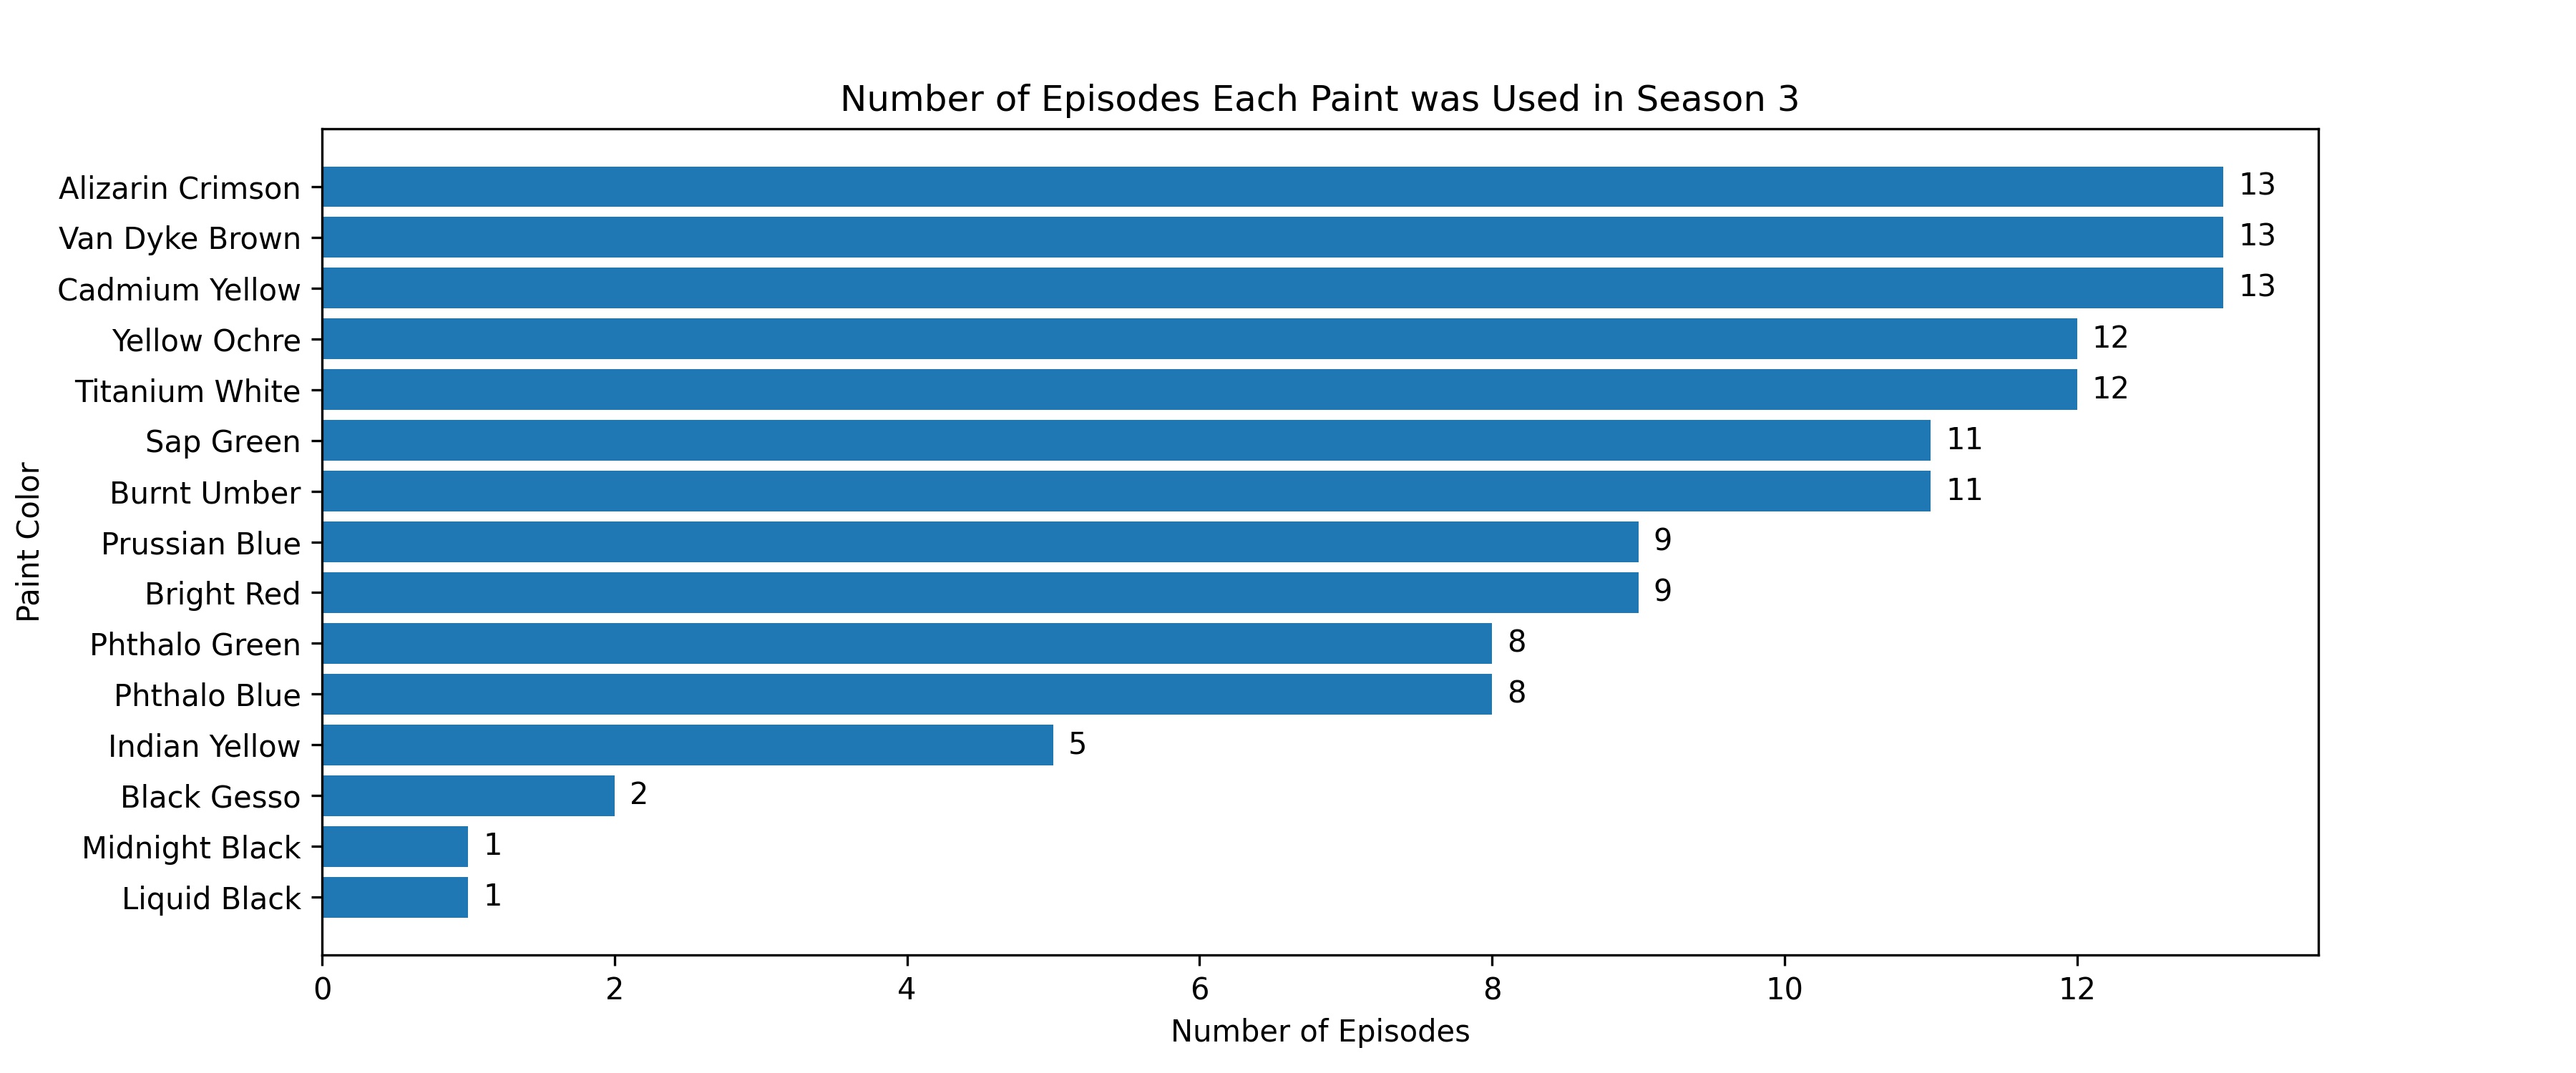 Number of Episodes Each Paint was Used in Season 3
Paint Color
Alizarin Crimson 13
Van Dyke Brown 13
Cadmium Yellow 13
Yellow Ochre 12
Titanium White 12
Sap Green 11
Burnt Umber 11
Prussian Blue 9
Bright Red 9
Phthalo Green 8
Phthalo Blue 8
Indian Yellow 5
Black Gesso 2
Midnight Black 1
Liquid Black 1
0 2 4 6 8 10 12
Number of Episodes